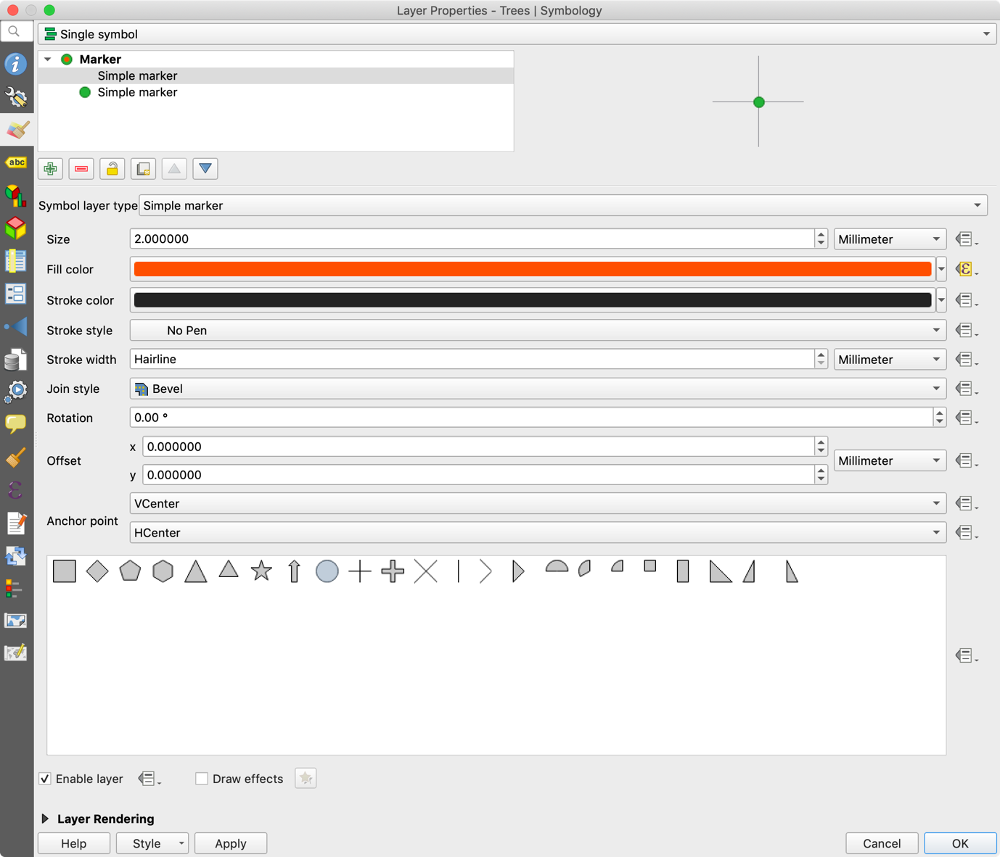 Layer Properties - Trees | Symbology
Single symbol
Marker
Simple marker
Simple marker
abc
Symbol layer type Simple marker
Size 2.000000 Millimeter
Fill color
ε
Stroke color
Stroke style No Pen
Stroke width Hairline Millimeter
Join style Bevel
Rotation 0.00 °
x 0.000000
Offset Millimeter
y 0.000000
VCenter
Anchor point
HCenter
ε
Enable layer Draw effects
Layer Rendering
Help Style Apply Cancel OK